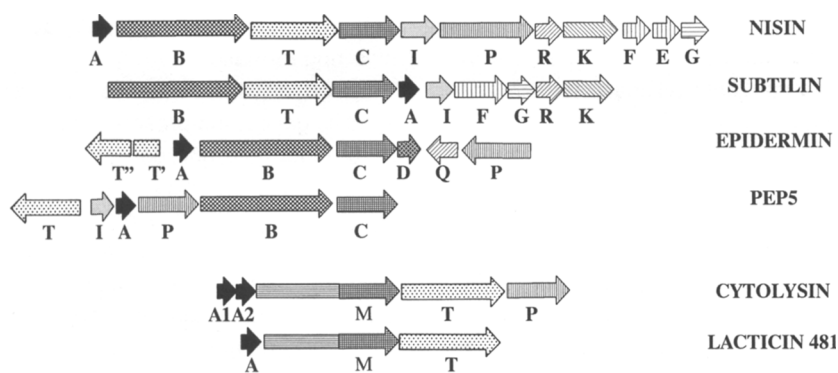 NISIN
A B T C I P R K F E G
SUBTILIN
B T C A I F G R K
EPIDERMIN
T" T' A B C D Q P
PEP5
T I A P B C
CYTOLYSIN
A1 A2 M T P
LACTICIN 481
A M T